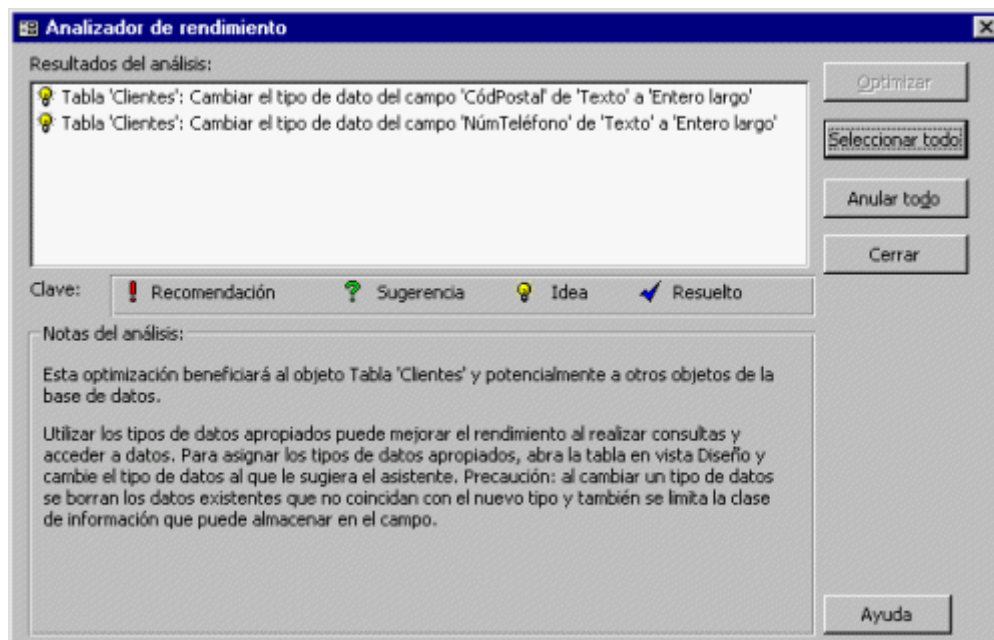 Analizador de rendimiento
Resultados del análisis:
Tabla 'Clientes': Cambiar el tipo de dato del campo 'CódPostal' de 'Texto' a 'Entero largo'
Tabla 'Clientes': Cambiar el tipo de dato del campo 'NúmTeléfono' de 'Texto' a 'Entero largo'
Optimizar
Seleccionar todo
Anular todo
Cerrar
Clave:
Recomendación
Sugerencia
Idea
Resuelto
Notas del análisis:
Esta optimización beneficiará al objeto Tabla 'Clientes' y potencialmente a otros objetos de la
base de datos.
Utilizar los tipos de datos apropiados puede mejorar el rendimiento al realizar consultas y
acceder a datos. Para asignar los tipos de datos apropiados, abra la tabla en vista Diseño y
cambie el tipo de datos al que le sugiera el asistente. Precaución: al cambiar un tipo de datos
se borran los datos existentes que no coincidan con el nuevo tipo y también se limita la clase
de información que puede almacenar en el campo.
Ayuda